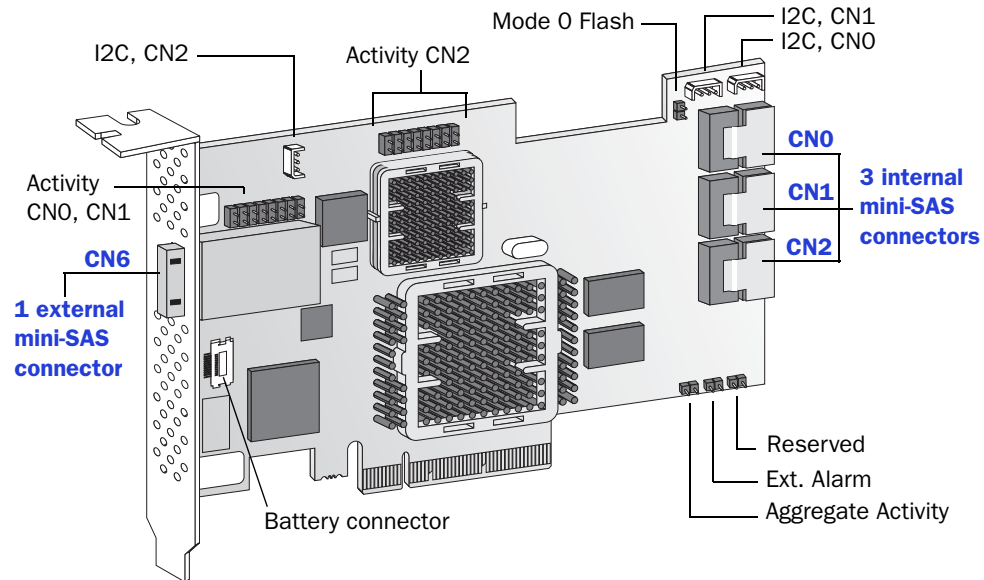 Mode 0 Flash
I2C, CN1
I2C, CN0
I2C, CN2
Activity CN2
CN0
Activity
CN0, CN1
CN1
3 internal
mini-SAS
connectors
CN2
CN6
1 external
mini-SAS
connector
Reserved
Ext. Alarm
Aggregate Activity
Battery connector